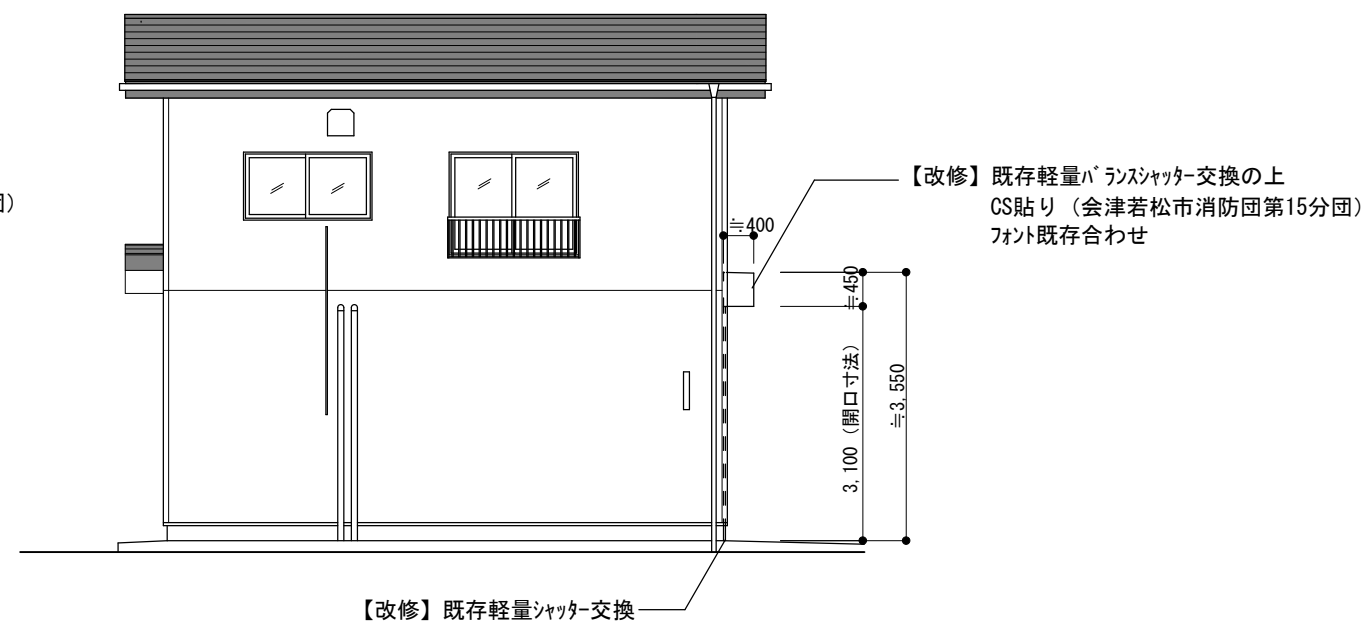 団）
【改修】既存軽量ﾊﾞﾗﾝｽｼｬｯﾀｰ交換の上
CS貼り（会津若松市消防団第15分団）
ﾌｫﾝﾄ既存合わせ
≒400
≒450
3,100（開口寸法）
≒3,550
【改修】既存軽量ｼｬｯﾀｰ交換